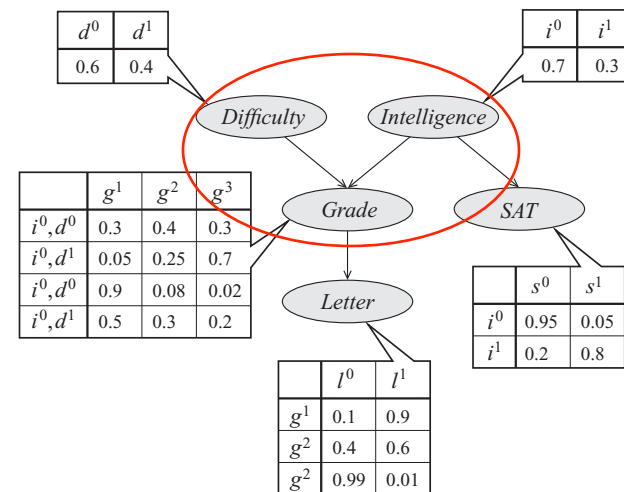 d⁰ d¹
0.6 0.4
i⁰ i¹
0.7 0.3
Difficulty
Intelligence
Grade
SAT
Letter
g¹ g² g³
i⁰,d⁰ 0.3 0.4 0.3
i⁰,d¹ 0.05 0.25 0.7
i⁰,d⁰ 0.9 0.08 0.02
i⁰,d¹ 0.5 0.3 0.2
s⁰ s¹
i⁰ 0.95 0.05
i¹ 0.2 0.8
l⁰ l¹
g¹ 0.1 0.9
g² 0.4 0.6
g² 0.99 0.01